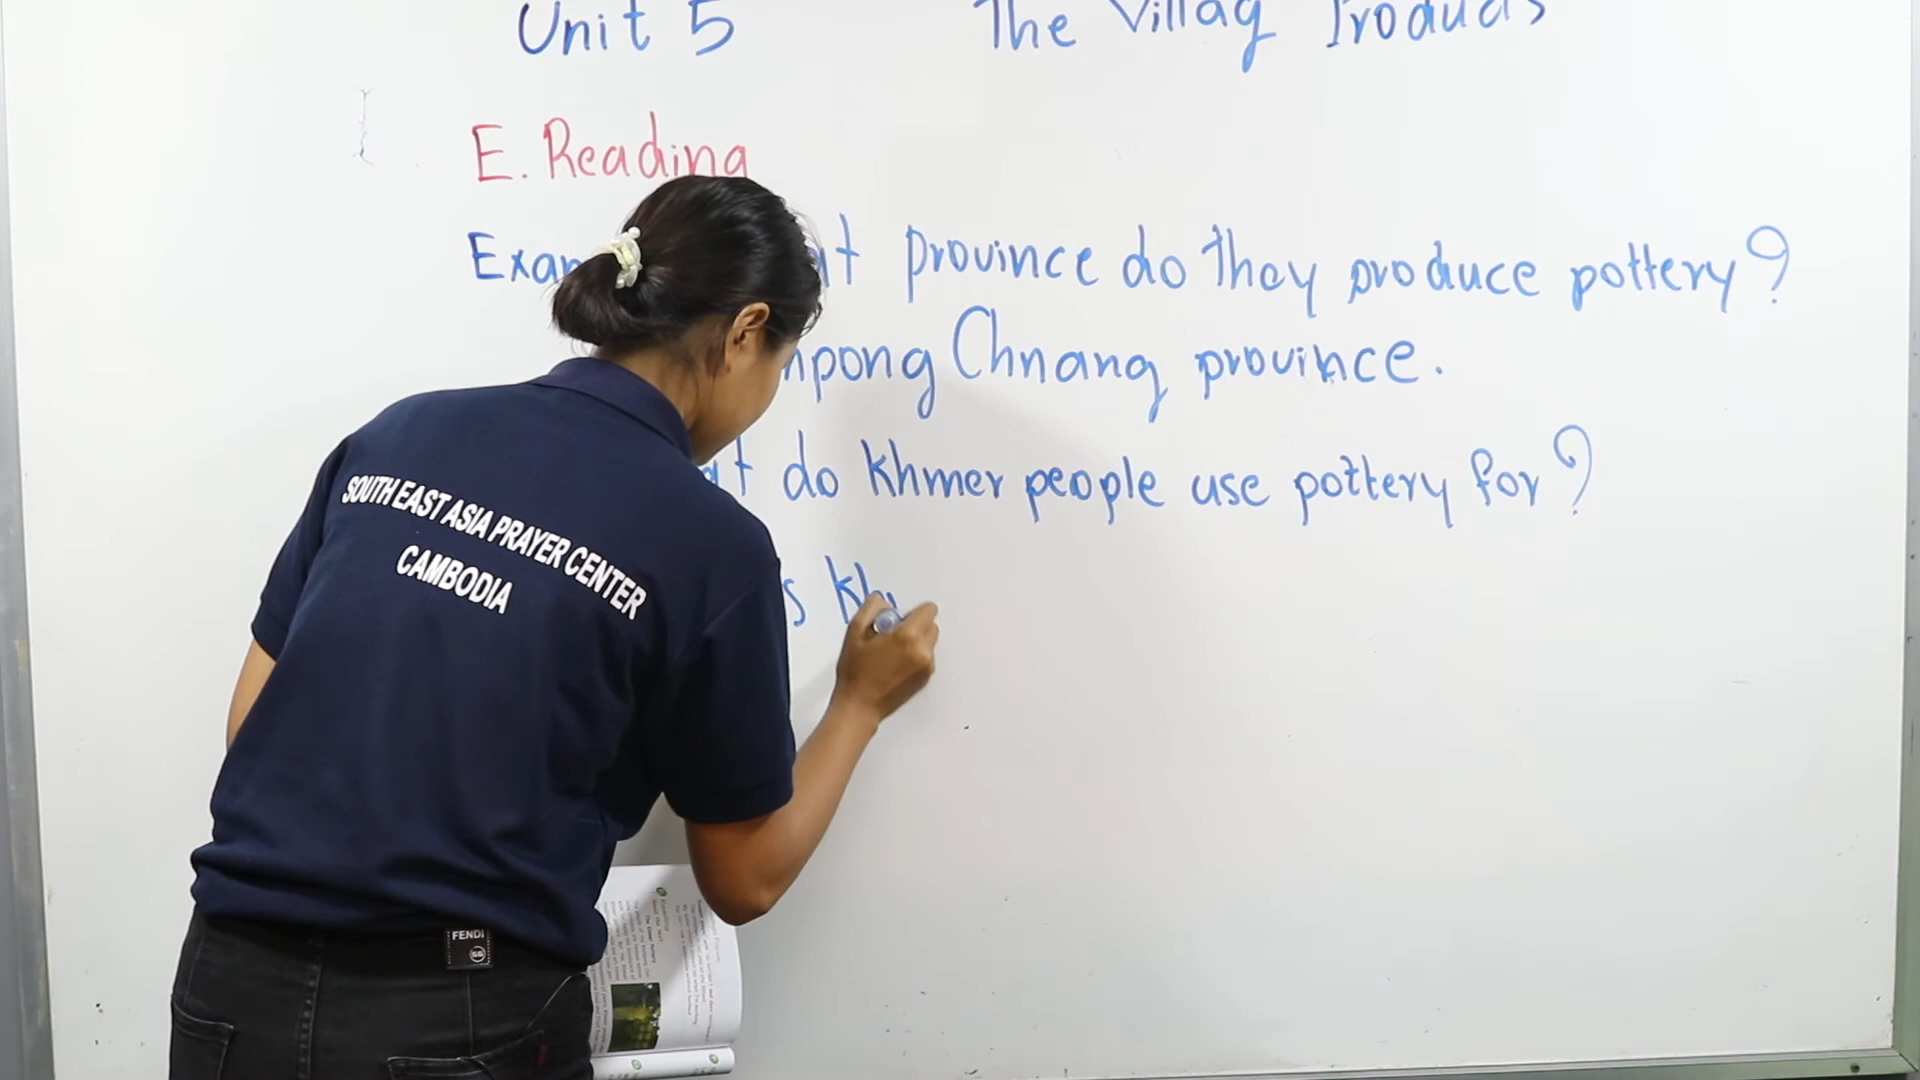 Unit 5 The Villag Products
E. Reading
Exam at province do they produce pottery?
mpong Chnang province.
at do khmer people use pottery for?
s kh
SOUTH EAST ASIA PRAYER CENTER
CAMBODIA
FENDI